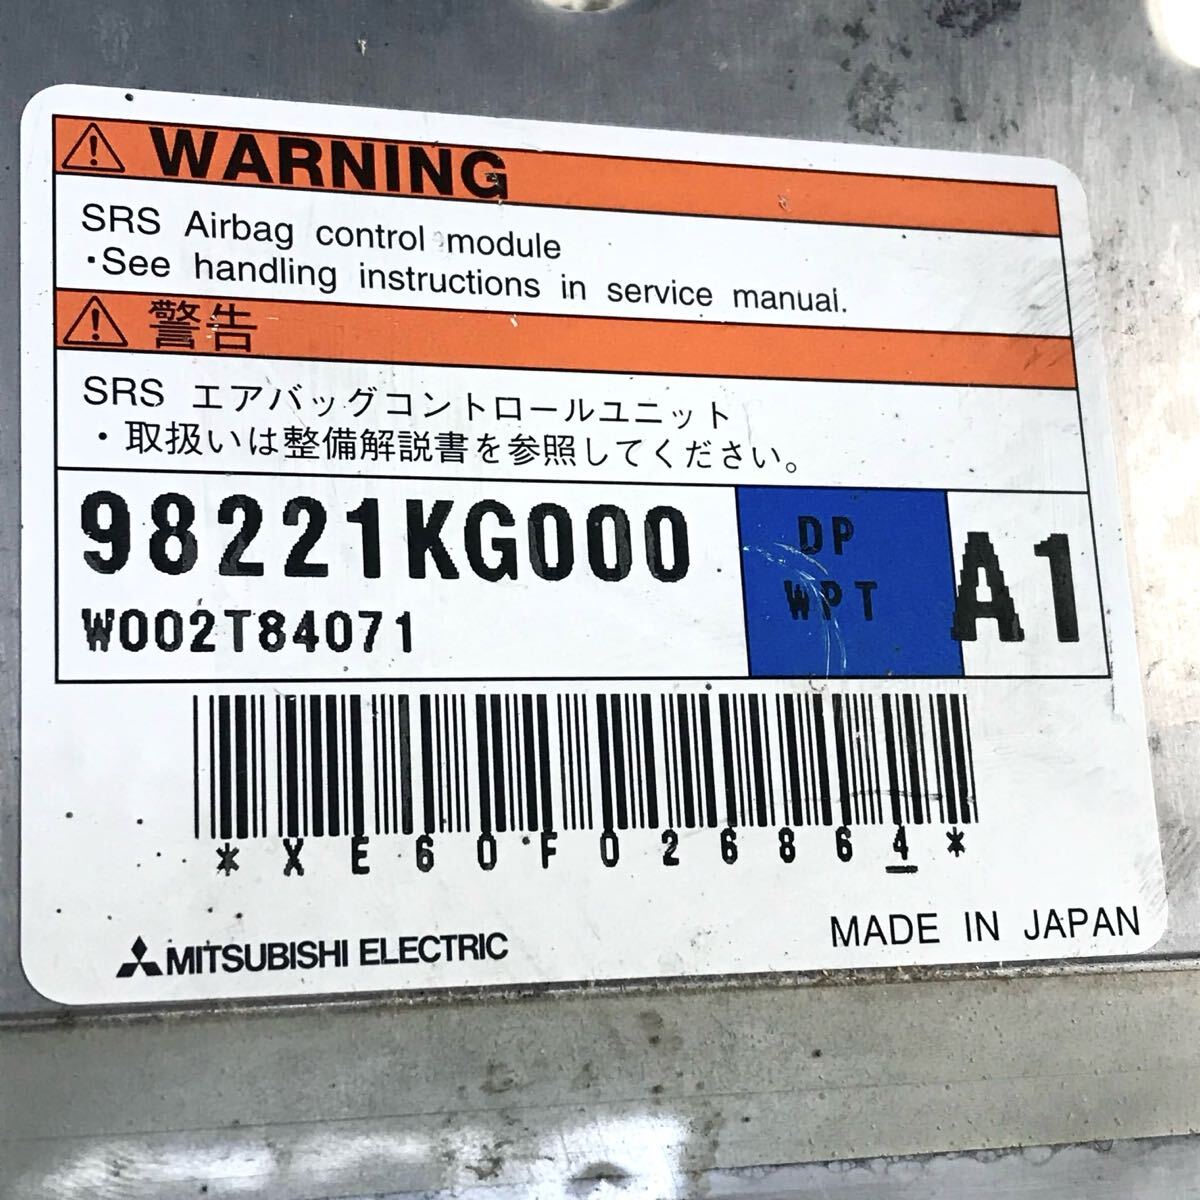 WARNING
SRS Airbag control module
・See handling instructions in service manual.
警告
SRS エアバッグコントロールユニット
・取扱いは整備解説書を参照してください。
98221KG000
W002T84071
DP
WPT
A1
*XE60F026864*
MITSUBISHI ELECTRIC
MADE IN JAPAN